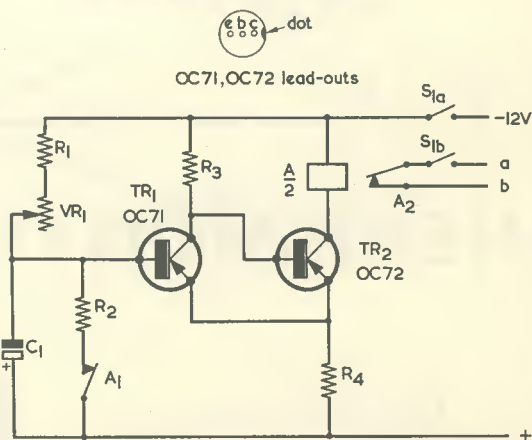 e b c
dot
OC71,OC72 lead-outs
S1a
-12V
R1
R3
A
2
S1b
a
b
A2
TR1
OC71
VR1
TR2
OC72
R2
C1
+
A1
R4
+